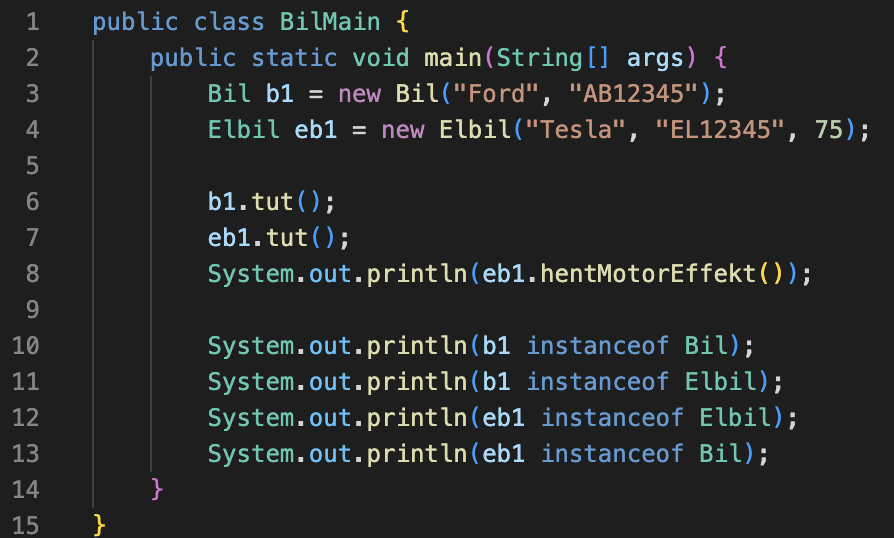 1 public class BilMain {
2 public static void main(String[] args) {
3 Bil b1 = new Bil("Ford", "AB12345");
4 Elbil eb1 = new Elbil("Tesla", "EL12345", 75);
5
6 b1.tut();
7 eb1.tut();
8 System.out.println(eb1.hentMotorEffekt());
9
10 System.out.println(b1 instanceof Bil);
11 System.out.println(b1 instanceof Elbil);
12 System.out.println(eb1 instanceof Elbil);
13 System.out.println(eb1 instanceof Bil);
14 }
15 }